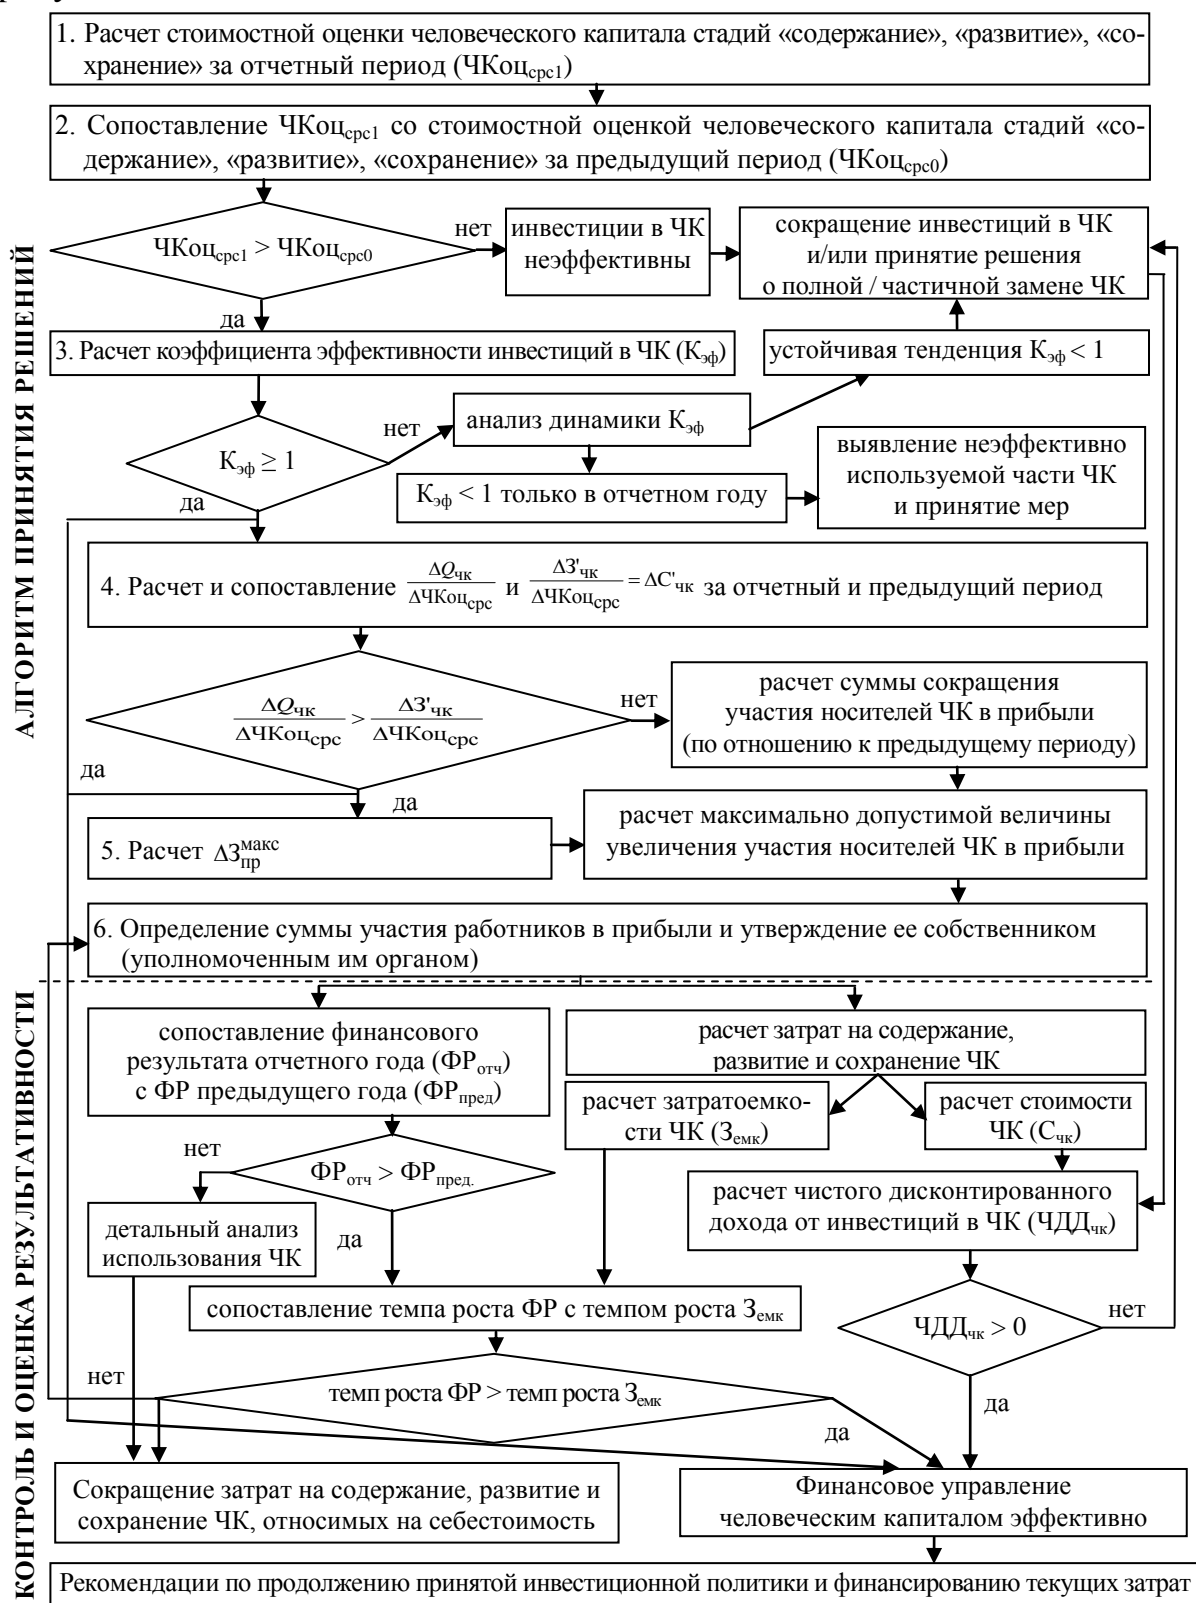 1. Расчет стоимостной оценки человеческого капитала стадий «содержание», «развитие», «со-
хранение» за отчетный период (ЧКоцсрс1)
2. Сопоставление ЧКоцсрс1 со стоимостной оценкой человеческого капитала стадий «со-
держание», «развитие», «сохранение» за предыдущий период (ЧКоцсрс0)
АЛГОРИТМ ПРИНЯТИЯ РЕШЕНИЙ
ЧКоцсрс1 > ЧКоцсрс0
нет
инвестиции в ЧК
неэффективны
сокращение инвестиций в ЧК
и/или принятие решения
о полной / частичной замене ЧК
да
3. Расчет коэффициента эффективности инвестиций в ЧК (Кэф)
устойчивая тенденция Кэф < 1
Кэф ≥ 1
нет
анализ динамики Кэф
Кэф < 1 только в отчетном году
выявление неэффективно
используемой части ЧК
и принятие мер
да
4. Расчет и сопоставление ΔQчк/ΔЧКоцсрс и ΔЗ'чк/ΔЧКоцсрс = ΔС'чк за отчетный и предыдущий период
ΔQчк/ΔЧКоцсрс > ΔЗ'чк/ΔЧКоцсрс
нет
расчет суммы сокращения
участия носителей ЧК в прибыли
(по отношению к предыдущему периоду)
да
да
5. Расчет ΔЗпр макс
расчет максимально допустимой величины
увеличения участия носителей ЧК в прибыли
6. Определение суммы участия работников в прибыли и утверждение ее собственником
(уполномоченным им органом)
КОНТРОЛЬ И ОЦЕНКА РЕЗУЛЬТАТИВНОСТИ
сопоставление финансового
результата отчетного года (ФРотч)
с ФР предыдущего года (ФРпред)
расчет затрат на содержание,
развитие и сохранение ЧК
расчет затратоемко-
сти ЧК (Земк)
расчет стоимости
ЧК (Счк)
нет
ФРотч > ФРпред.
расчет чистого дисконтированного
дохода от инвестиций в ЧК (ЧДДчк)
детальный анализ
использования ЧК
да
сопоставление темпа роста ФР с темпом роста Земк
ЧДДчк > 0
нет
нет
темп роста ФР > темп роста Земк
да
да
Сокращение затрат на содержание, развитие и
сохранение ЧК, относимых на себестоимость
Финансовое управление
человеческим капиталом эффективно
Рекомендации по продолжению принятой инвестиционной политики и финансированию текущих затрат